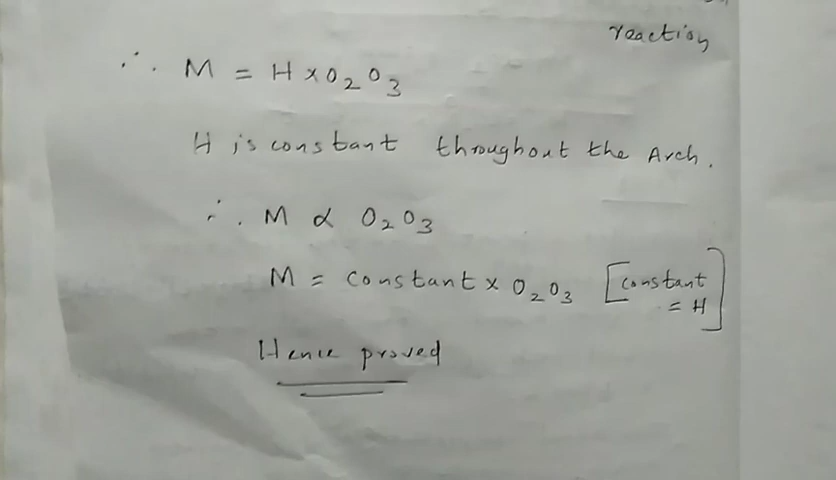 reaction
∴ M = H x O₂O₃
H is constant throughout the Arch.
∴ M ∝ O₂O₃
M = constant x O₂O₃ [constant = H]
Hence proved